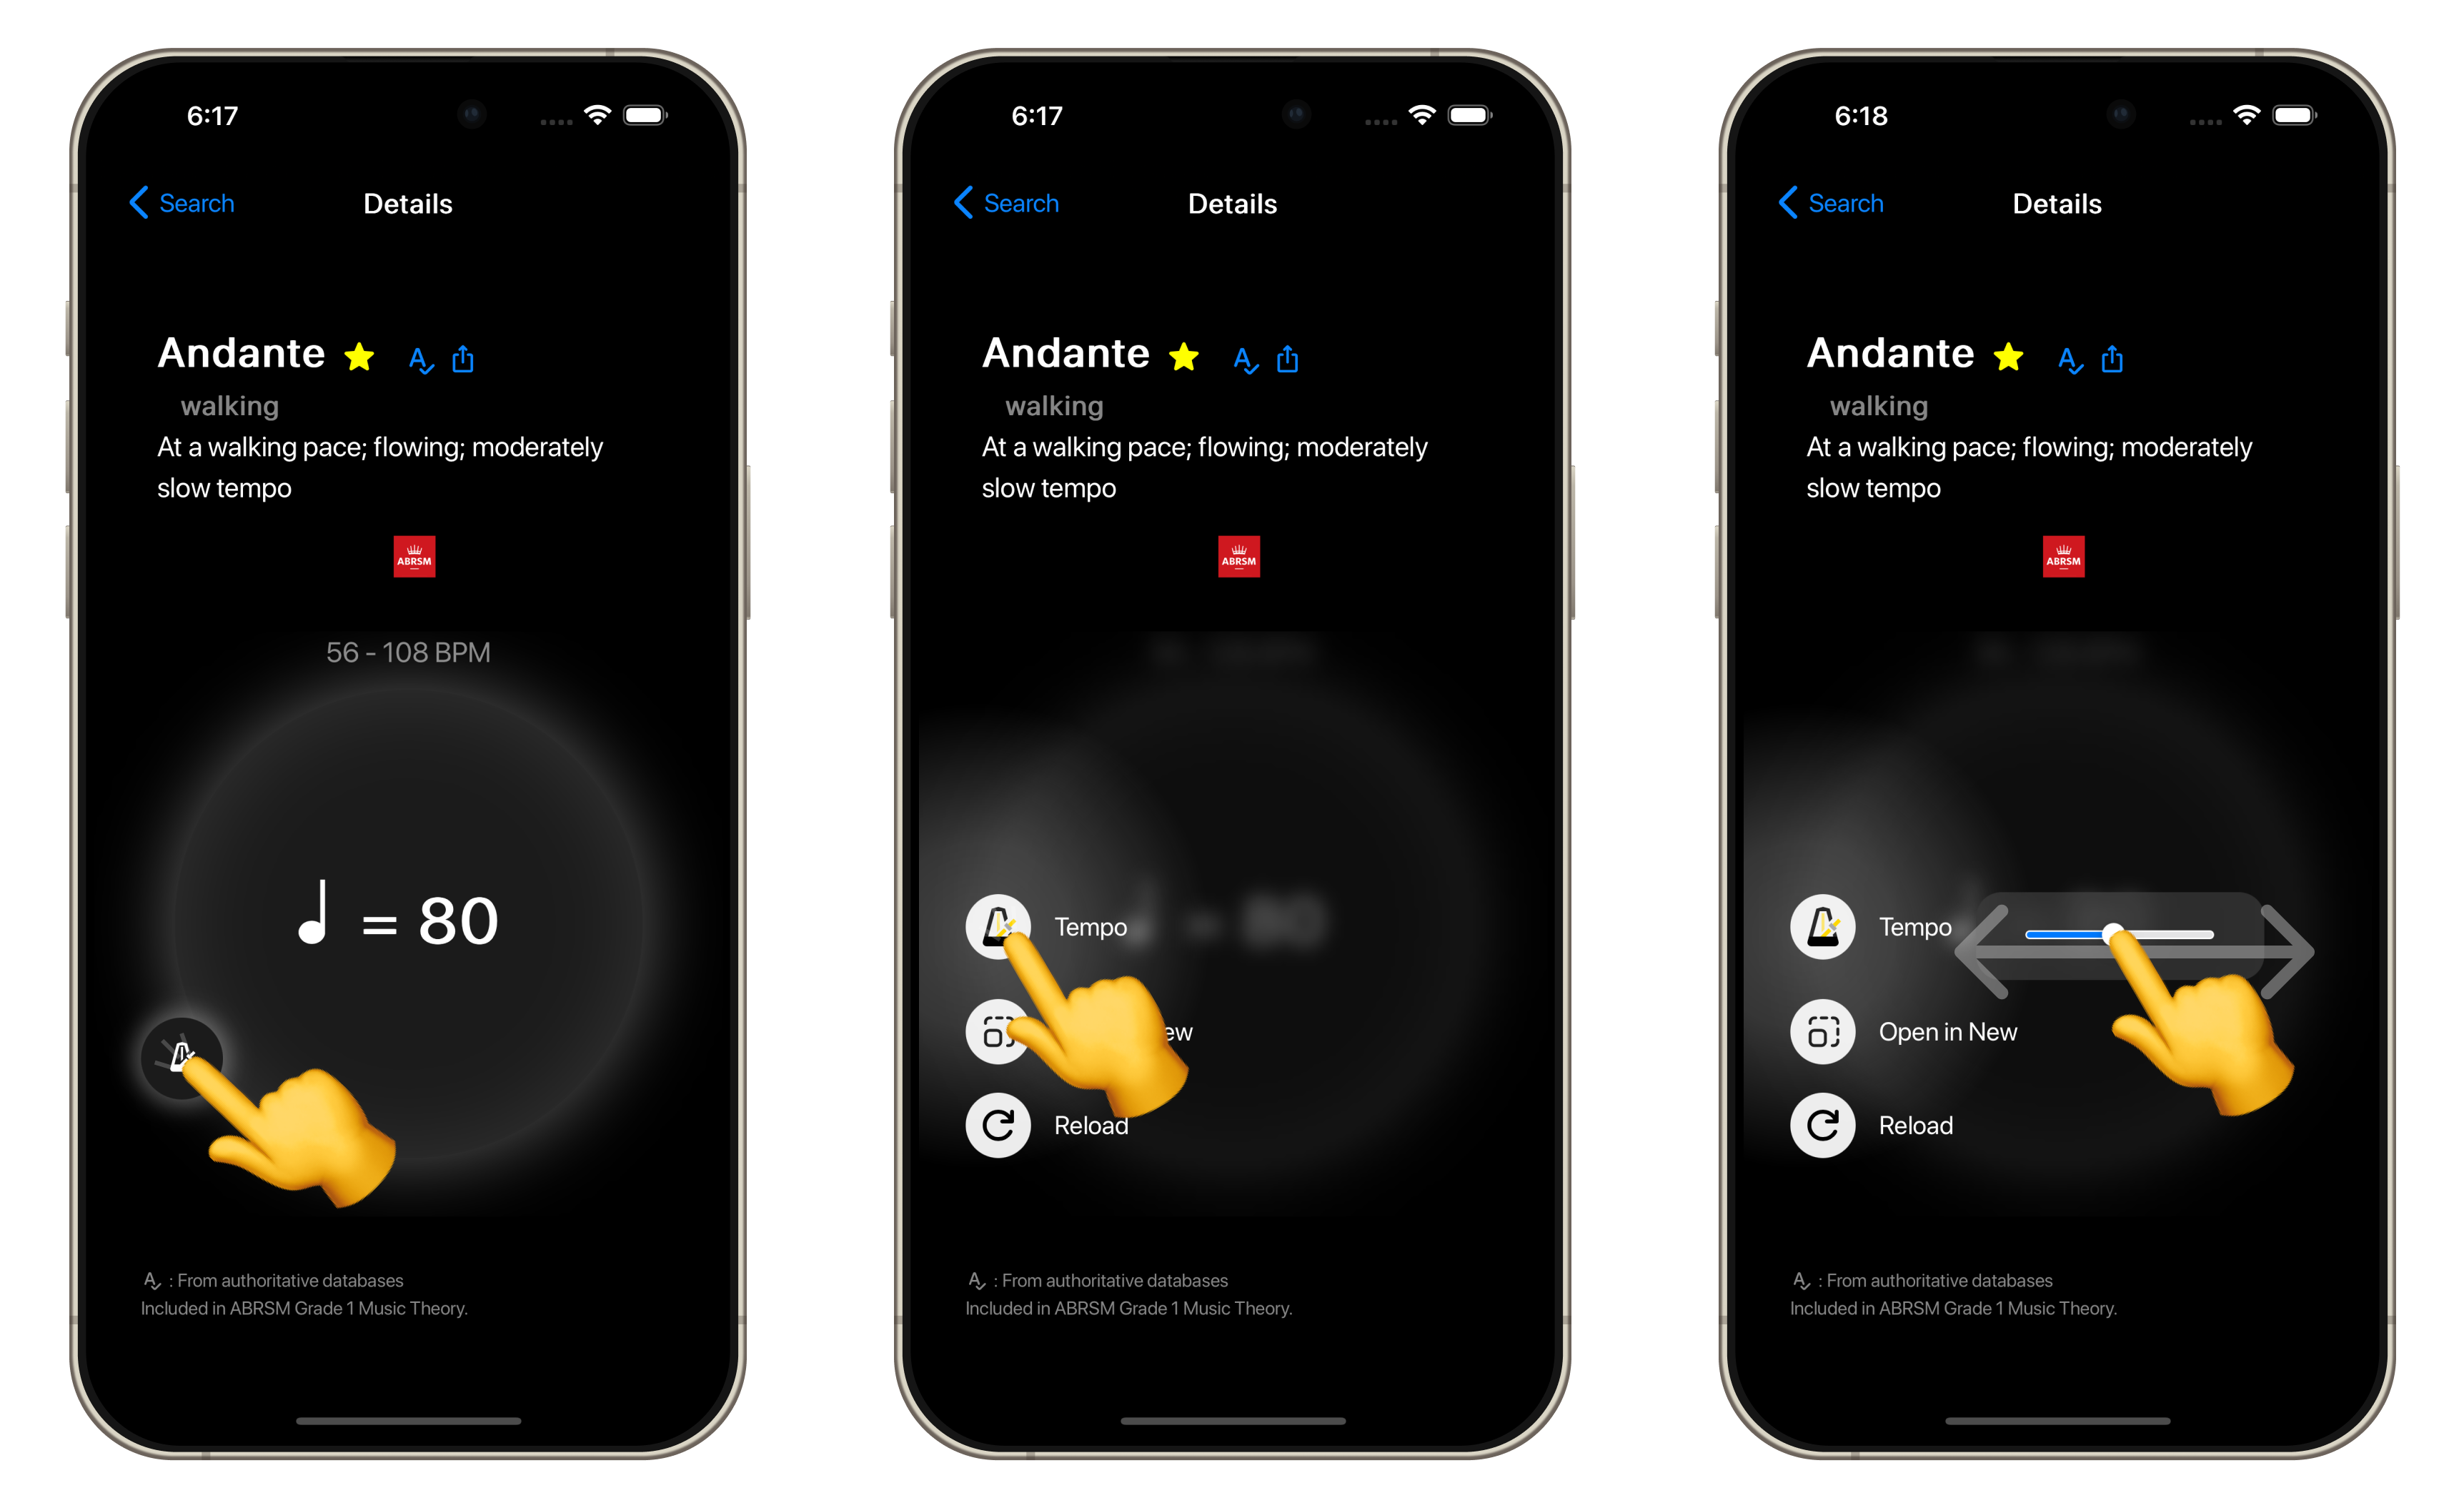 6:17
Search
Details
Andante
walking
At a walking pace; flowing; moderately
slow tempo
ABRSM
56 - 108 BPM
= 80
A : From authoritative databases
Included in ABRSM Grade 1 Music Theory.
6:17
Search
Details
Andante
walking
At a walking pace; flowing; moderately
slow tempo
ABRSM
Tempo = 80
ew
Reload
A : From authoritative databases
Included in ABRSM Grade 1 Music Theory.
6:18
Search
Details
Andante
walking
At a walking pace; flowing; moderately
slow tempo
ABRSM
Tempo
Open in New
Reload
A : From authoritative databases
Included in ABRSM Grade 1 Music Theory.